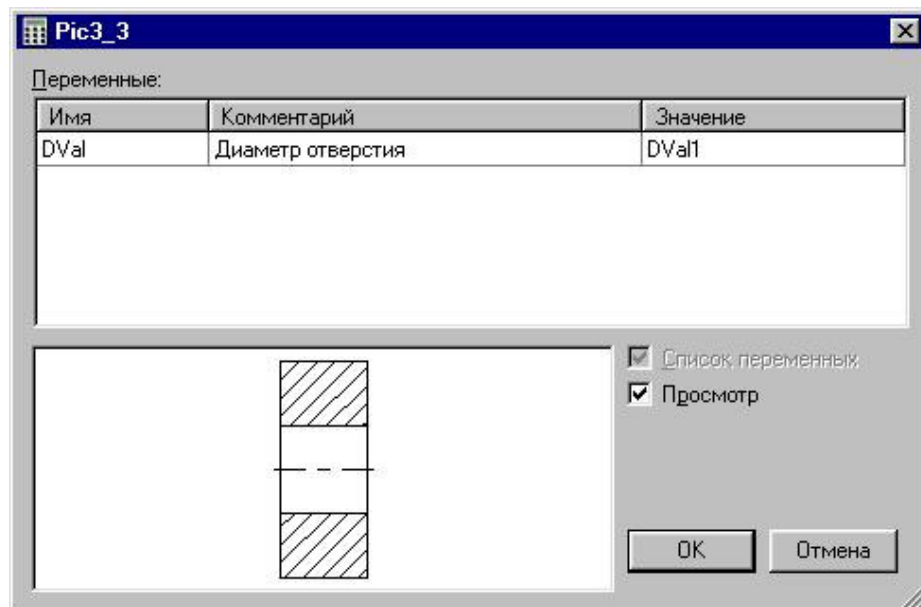 Pic3_3
Переменные:
Имя Комментарий Значение
DVal Диаметр отверстия DVal1
Список переменных
Просмотр
OK Отмена